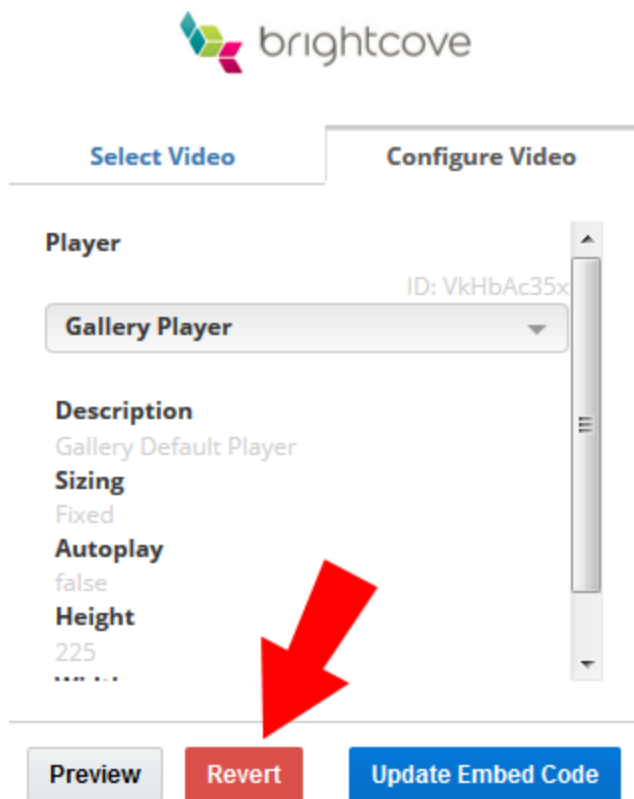 brightcove
Select Video Configure Video
Player
ID: VkHbAc35x
Gallery Player
Description
Gallery Default Player
Sizing
Fixed
Autoplay
false
Height
225
Preview Revert Update Embed Code